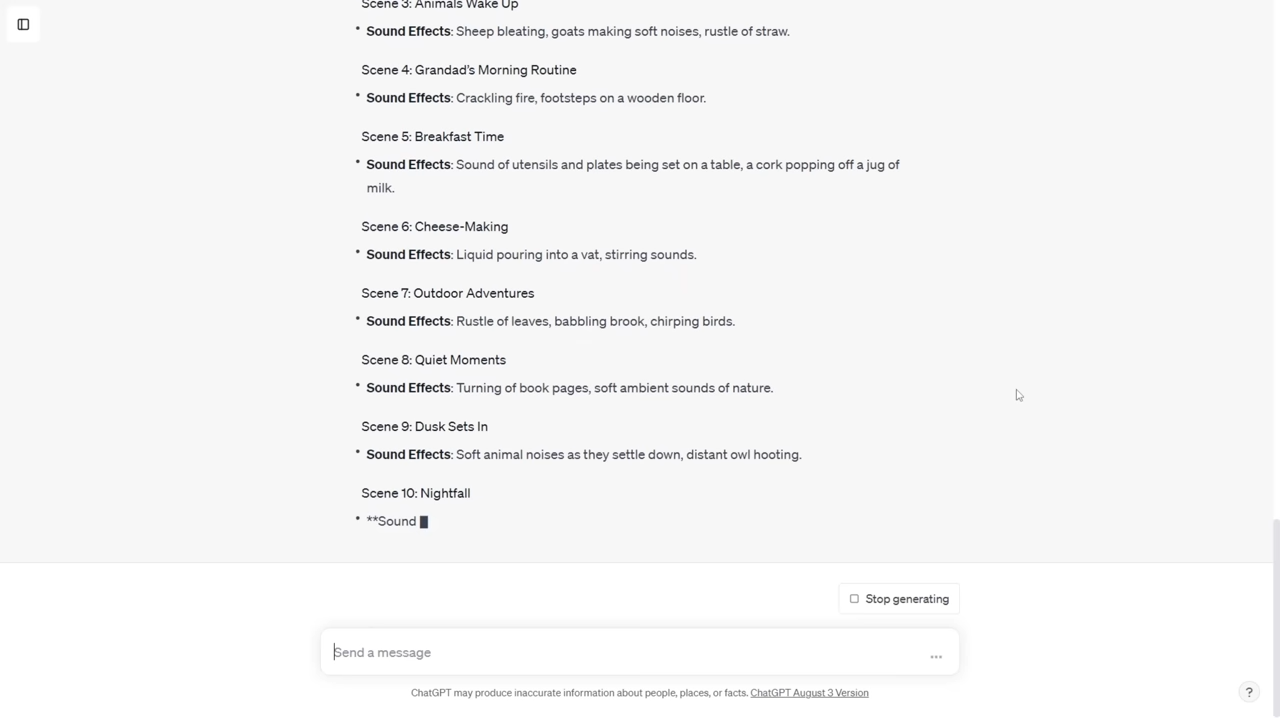 Scene 3: Animals Wake Up
• Sound Effects: Sheep bleating, goats making soft noises, rustle of straw.
Scene 4: Grandad's Morning Routine
• Sound Effects: Crackling fire, footsteps on a wooden floor.
Scene 5: Breakfast Time
• Sound Effects: Sound of utensils and plates being set on a table, a cork popping off a jug of
milk.
Scene 6: Cheese-Making
• Sound Effects: Liquid pouring into a vat, stirring sounds.
Scene 7: Outdoor Adventures
• Sound Effects: Rustle of leaves, babbling brook, chirping birds.
Scene 8: Quiet Moments
• Sound Effects: Turning of book pages, soft ambient sounds of nature.
Scene 9: Dusk Sets In
• Sound Effects: Soft animal noises as they settle down, distant owl hooting.
Scene 10: Nightfall
• **Sound
Stop generating
Send a message
...
ChatGPT may produce inaccurate information about people, places, or facts. ChatGPT August 3 Version
?